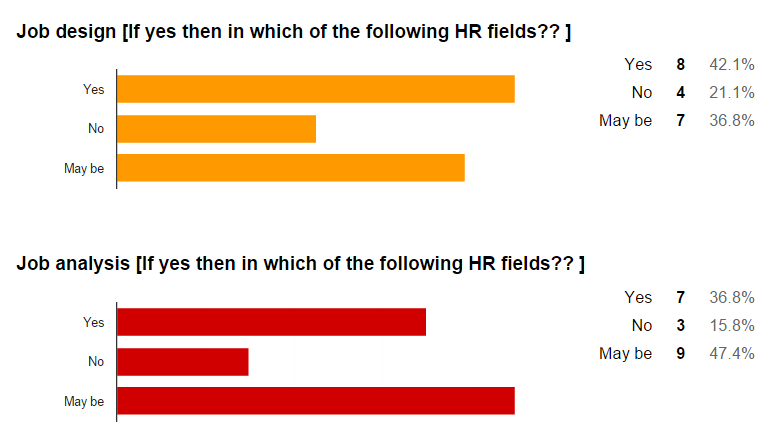 Job design [If yes then in which of the following HR fields?? ]
Yes 8 42.1%
No 4 21.1%
May be 7 36.8%
Yes
No
May be
Job analysis [If yes then in which of the following HR fields?? ]
Yes 7 36.8%
No 3 15.8%
May be 9 47.4%
Yes
No
May be